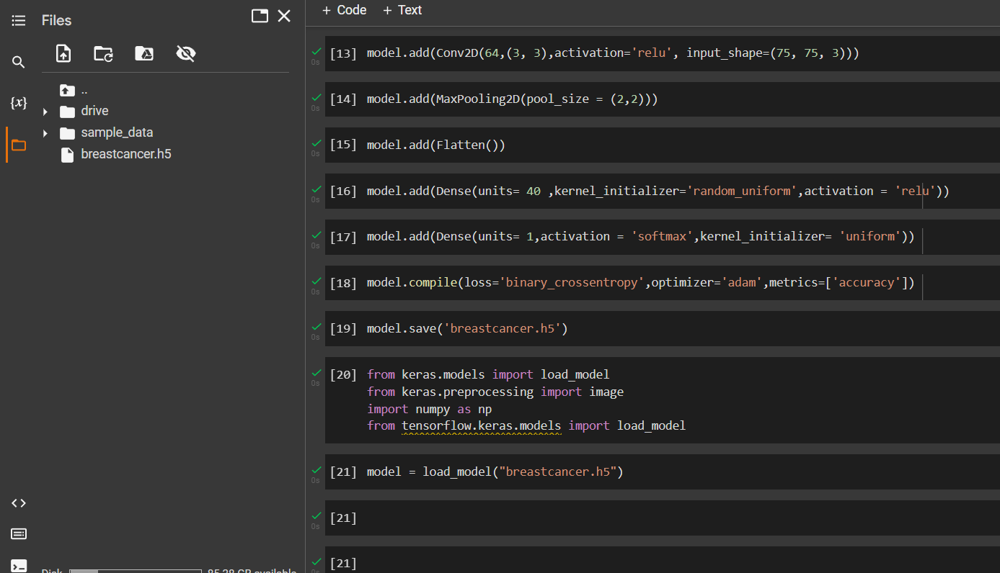 Files
+ Code + Text
{x}
..
drive
sample_data
breastcancer.h5
[13] model.add(Conv2D(64,(3, 3),activation='relu', input_shape=(75, 75, 3)))
0s
[14] model.add(MaxPooling2D(pool_size = (2,2)))
0s
[15] model.add(Flatten())
0s
[16] model.add(Dense(units= 40 ,kernel_initializer='random_uniform',activation = 'relu'))
0s
[17] model.add(Dense(units= 1,activation = 'softmax',kernel_initializer= 'uniform'))
0s
[18] model.compile(loss='binary_crossentropy',optimizer='adam',metrics=['accuracy'])
0s
[19] model.save('breastcancer.h5')
0s
[20] from keras.models import load_model
0s
from keras.preprocessing import image
import numpy as np
from tensorflow.keras.models import load_model
[21] model = load_model("breastcancer.h5")
0s
[21]
0s
[21]
0s
Disk 85.28 GB available